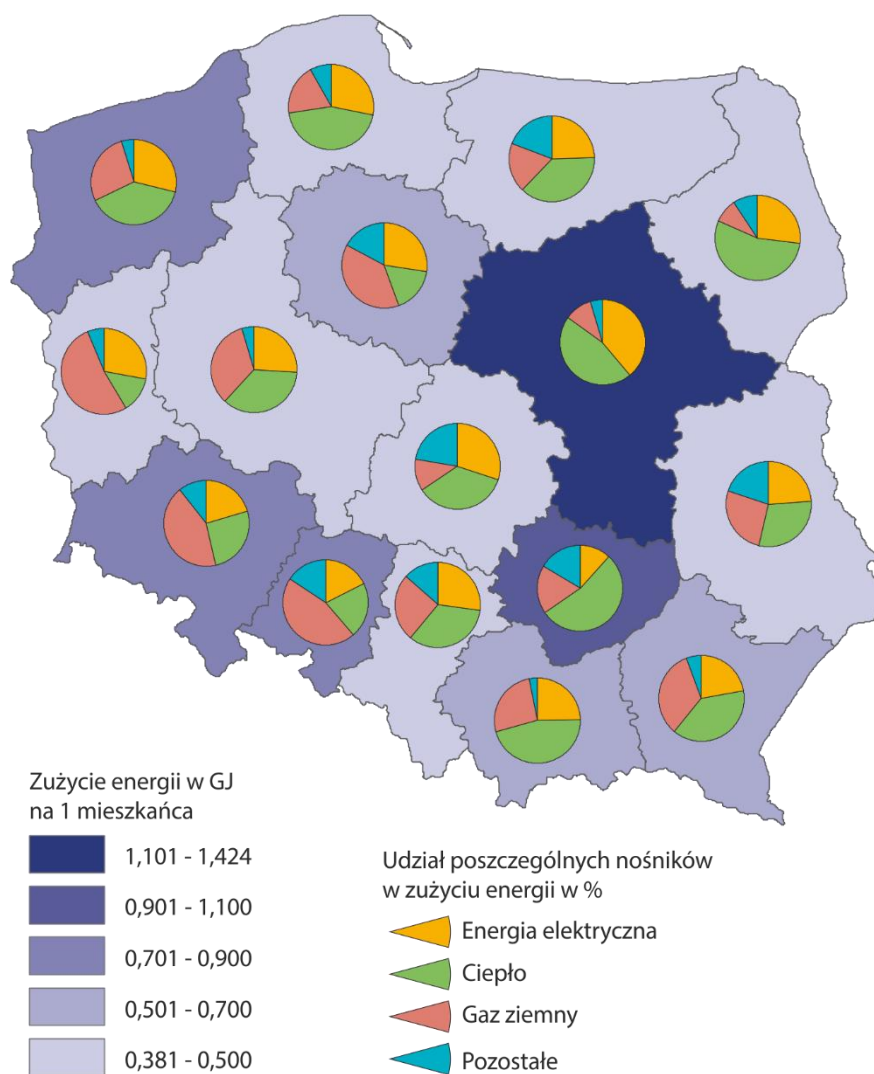 Zużycie energii w GJ
na 1 mieszkańca
1,101 - 1,424
0,901 - 1,100
0,701 - 0,900
0,501 - 0,700
0,381 - 0,500
Udział poszczególnych nośników
w zużyciu energii w %
Energia elektryczna
Ciepło
Gaz ziemny
Pozostałe